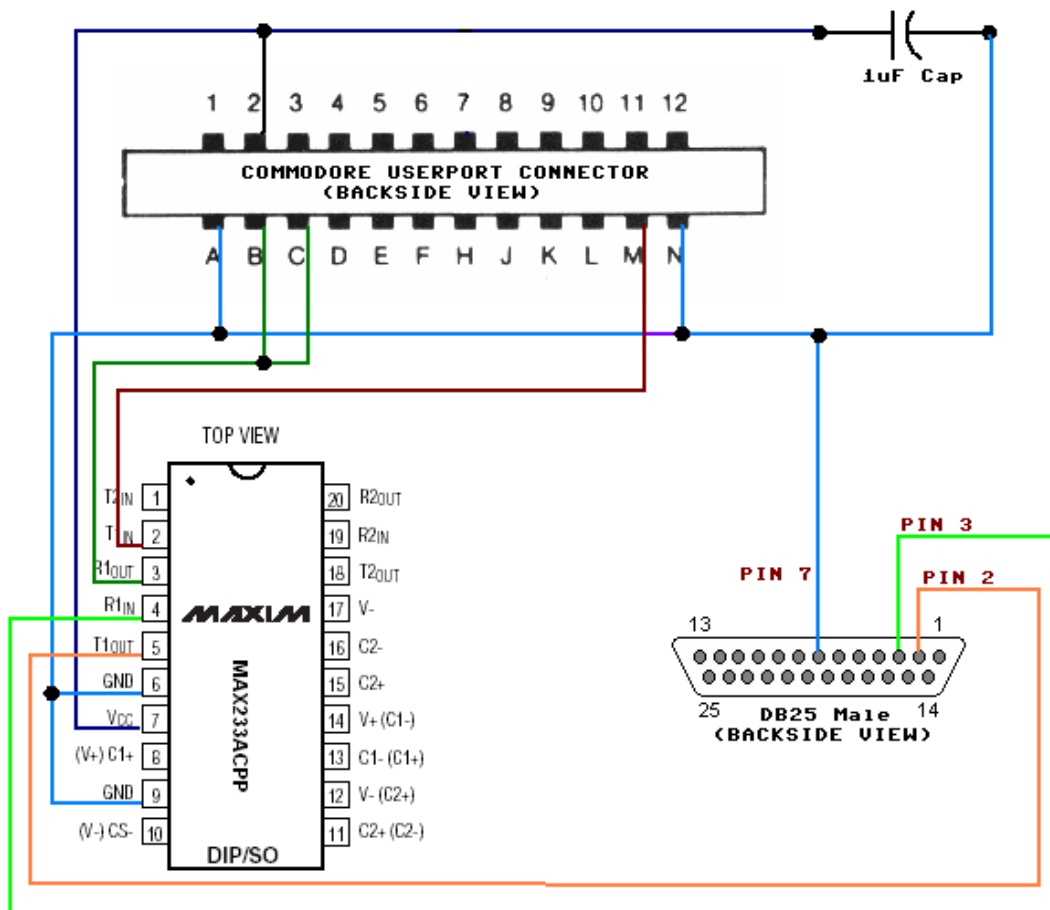 1uF Cap
1 2 3 4 5 6 7 8 9 10 11 12
COMMODORE USERPORT CONNECTOR
(BACKSIDE VIEW)
A B C D E F H J K L M N
TOP VIEW
T2IN 1 20 R2OUT
T1IN 2 19 R2IN
R1OUT 3 18 T2OUT
R1IN 4 17 V-
T1OUT 5 16 C2-
GND 6 15 C2+
VCC 7 14 V+ (C1-)
(V+) C1+ 8 13 C1- (C1+)
GND 9 12 V- (C2+)
(V-) CS- 10 11 C2+ (C2-)
MAXIM
MAX233ACPP
DIP/SO
PIN 3
PIN 7
PIN 2
13 1
25 14
DB25 Male
(BACKSIDE VIEW)